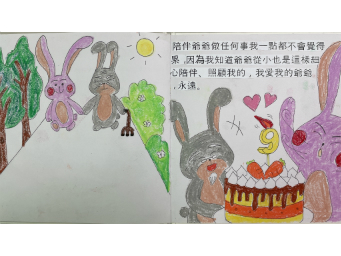 陪伴爺爺做任何事我一點都不會覺得
累，因為我知道爺爺從小也是這樣細
心陪伴、照顧我的，我愛我的爺爺
，永遠。
9